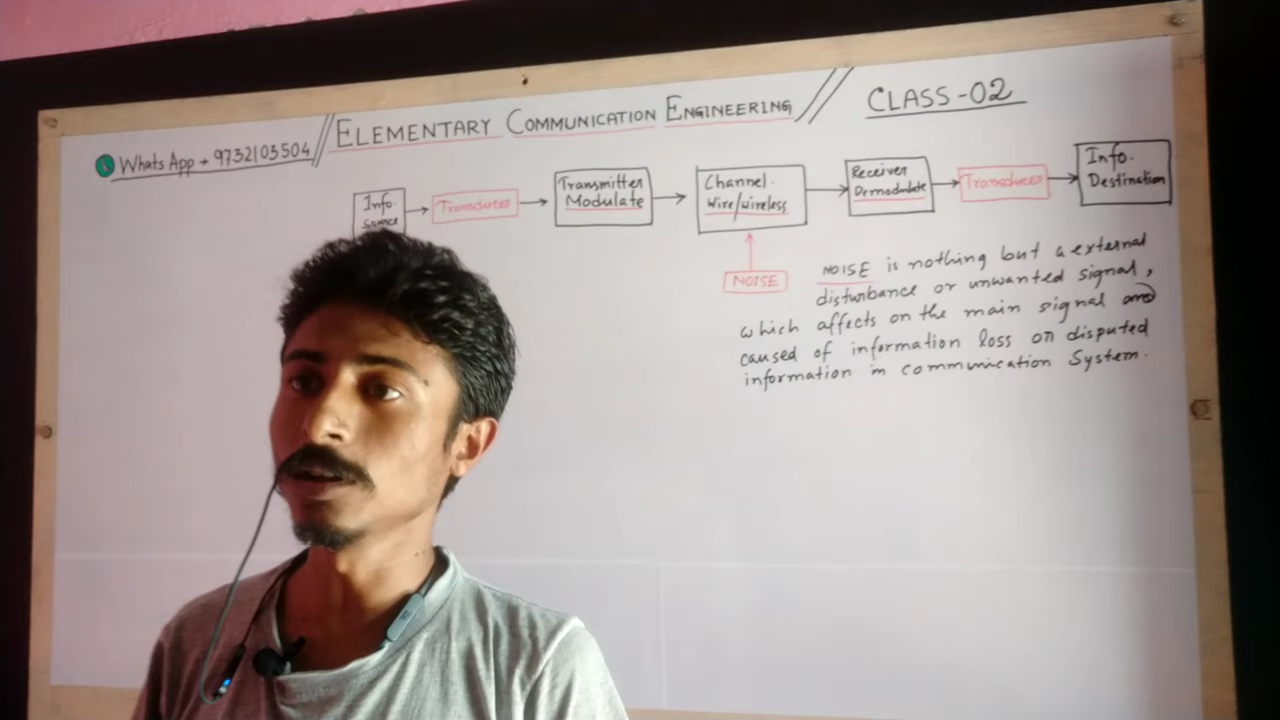 WhatsApp → 9732103504 // ELEMENTARY COMMUNICATION ENGINEERING // CLASS-02
Info. Source
Transducer
Transmitter
Modulate
Channel.
Wire/wireless
Receiver
Demodulate
Transducer
Info.
Destination
NOISE
NOISE is nothing but a external
disturbance or unwanted signal,
which affects on the main signal and
caused of information loss or disputed
information in communication System.